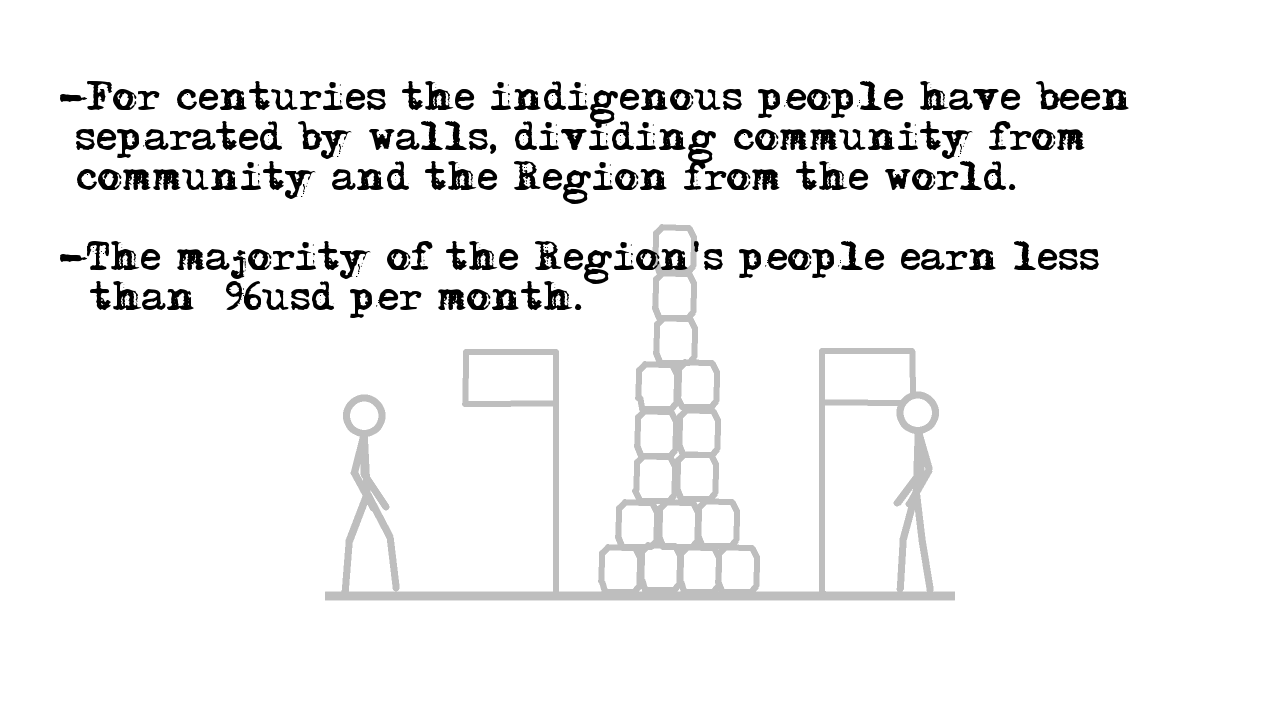 -For centuries the indigenous people have been
separated by walls, dividing community from
community and the Region from the world.
-The majority of the Region's people earn less
than 96usd per month.